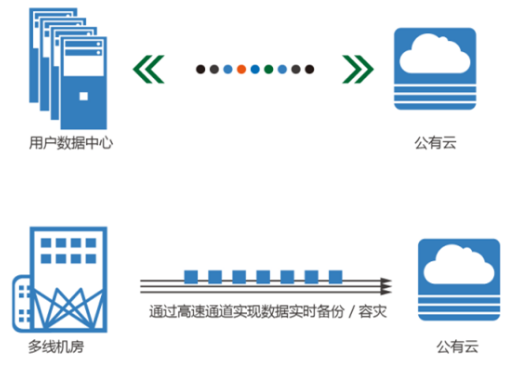 用户数据中心
公有云
通过高速通道实现数据实时备份 / 容灾
多线机房
公有云